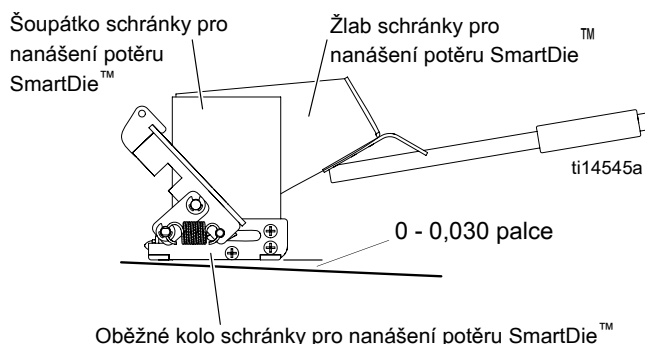 Šoupátko schránky pro
nanášení potěru
SmartDie™
Žlab schránky pro
nanášení potěru SmartDie™
ti14545a
0 - 0,030 palce
Oběžné kolo schránky pro nanášení potěru SmartDie™